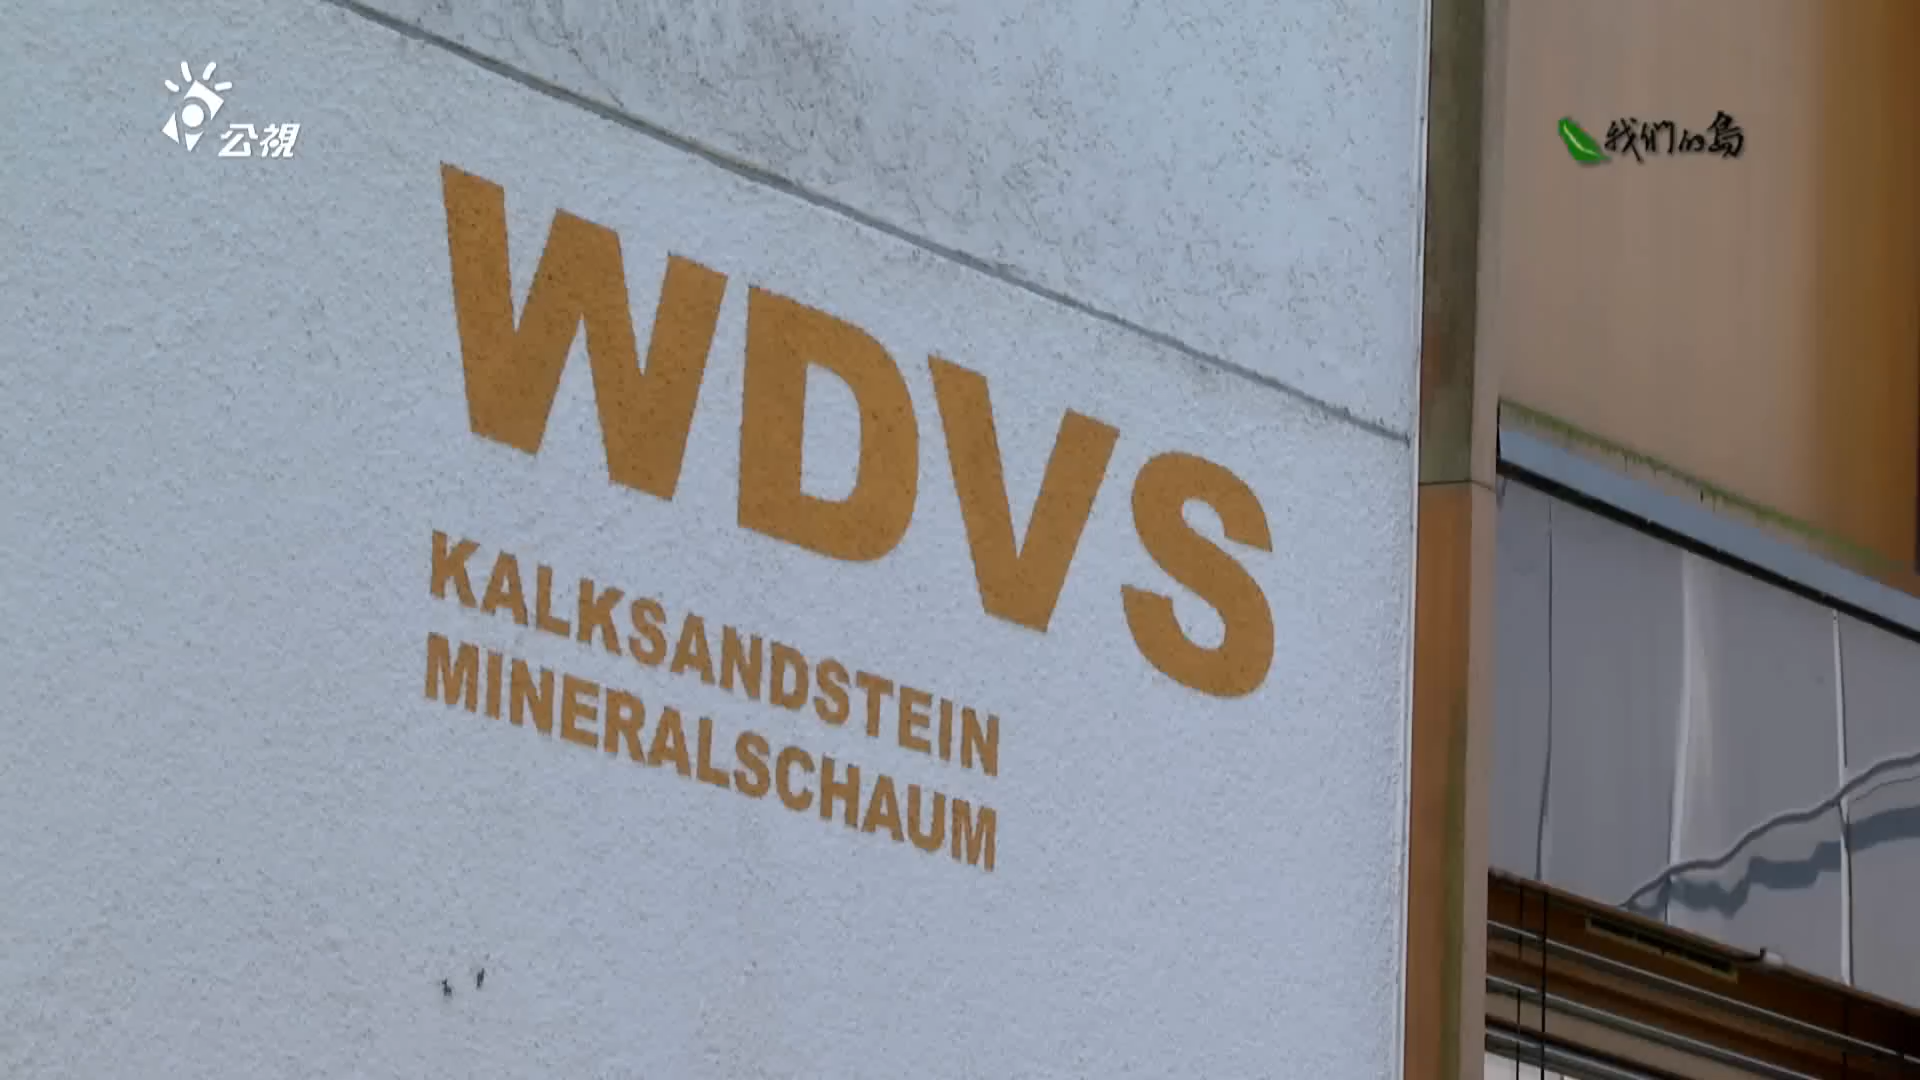 公視
我們的島
WDVS
KALKSANDSTEIN
MINERALSCHAUM